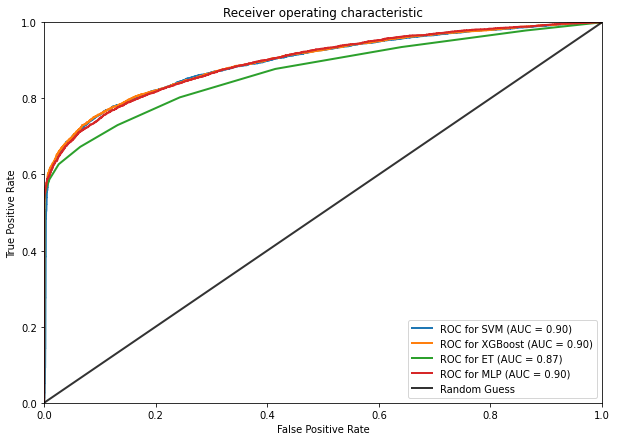 Receiver operating characteristic
1.0
0.8
0.6
0.4
0.2
0.0
True Positive Rate
ROC for SVM (AUC = 0.90)
ROC for XGBoost (AUC = 0.90)
ROC for ET (AUC = 0.87)
ROC for MLP (AUC = 0.90)
Random Guess
0.0 0.2 0.4 0.6 0.8 1.0
False Positive Rate